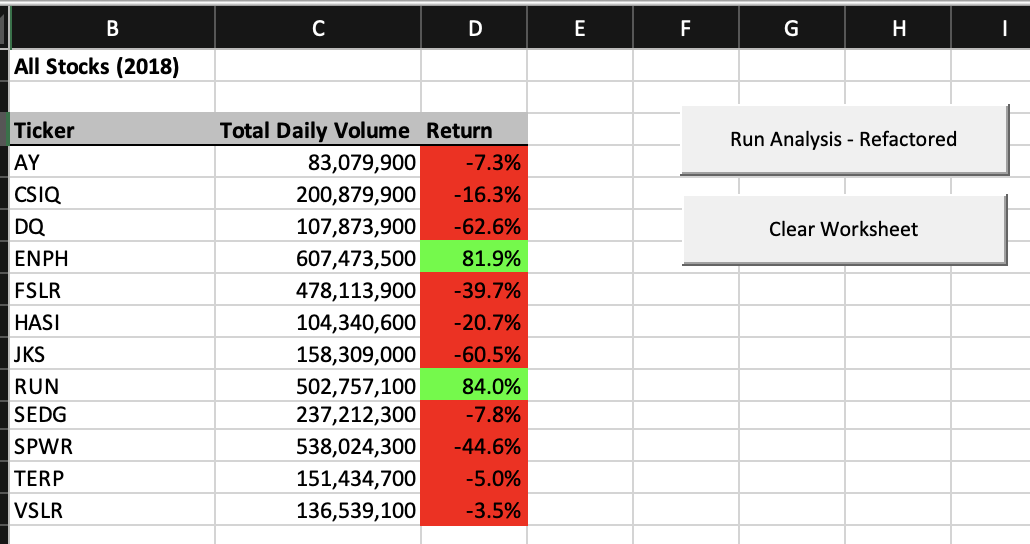 B C D E F G H I
All Stocks (2018)
Ticker Total Daily Volume Return
Run Analysis - Refactored
AY 83,079,900 -7.3%
CSIQ 200,879,900 -16.3%
DQ 107,873,900 -62.6%
Clear Worksheet
ENPH 607,473,500 81.9%
FSLR 478,113,900 -39.7%
HASI 104,340,600 -20.7%
JKS 158,309,000 -60.5%
RUN 502,757,100 84.0%
SEDG 237,212,300 -7.8%
SPWR 538,024,300 -44.6%
TERP 151,434,700 -5.0%
VSLR 136,539,100 -3.5%